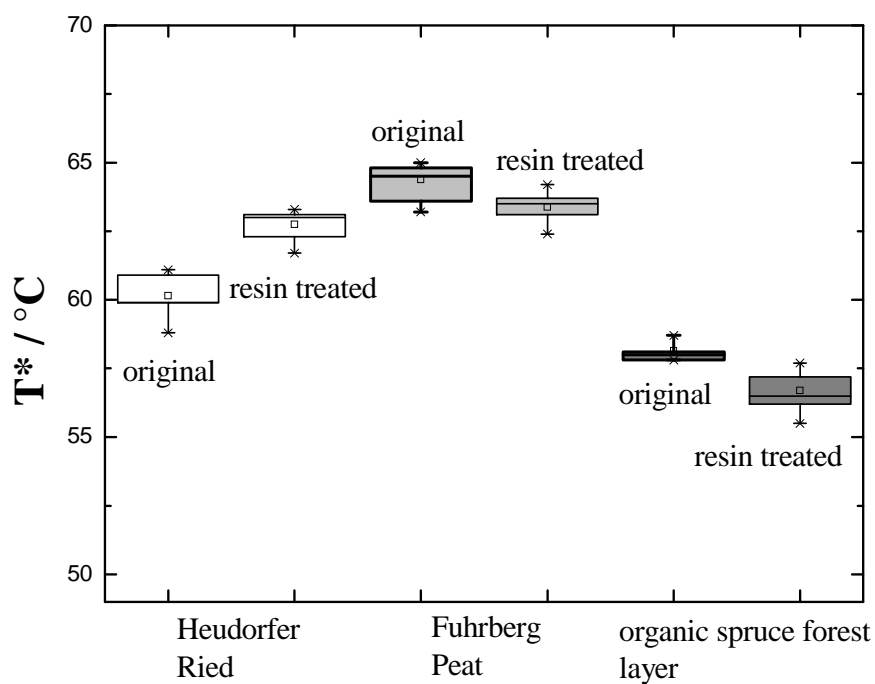 70
65
60
55
50
T* / °C
original
resin treated
resin treated
original
original
resin treated
Heudorfer
Ried
Fuhrberg
Peat
organic spruce forest
layer